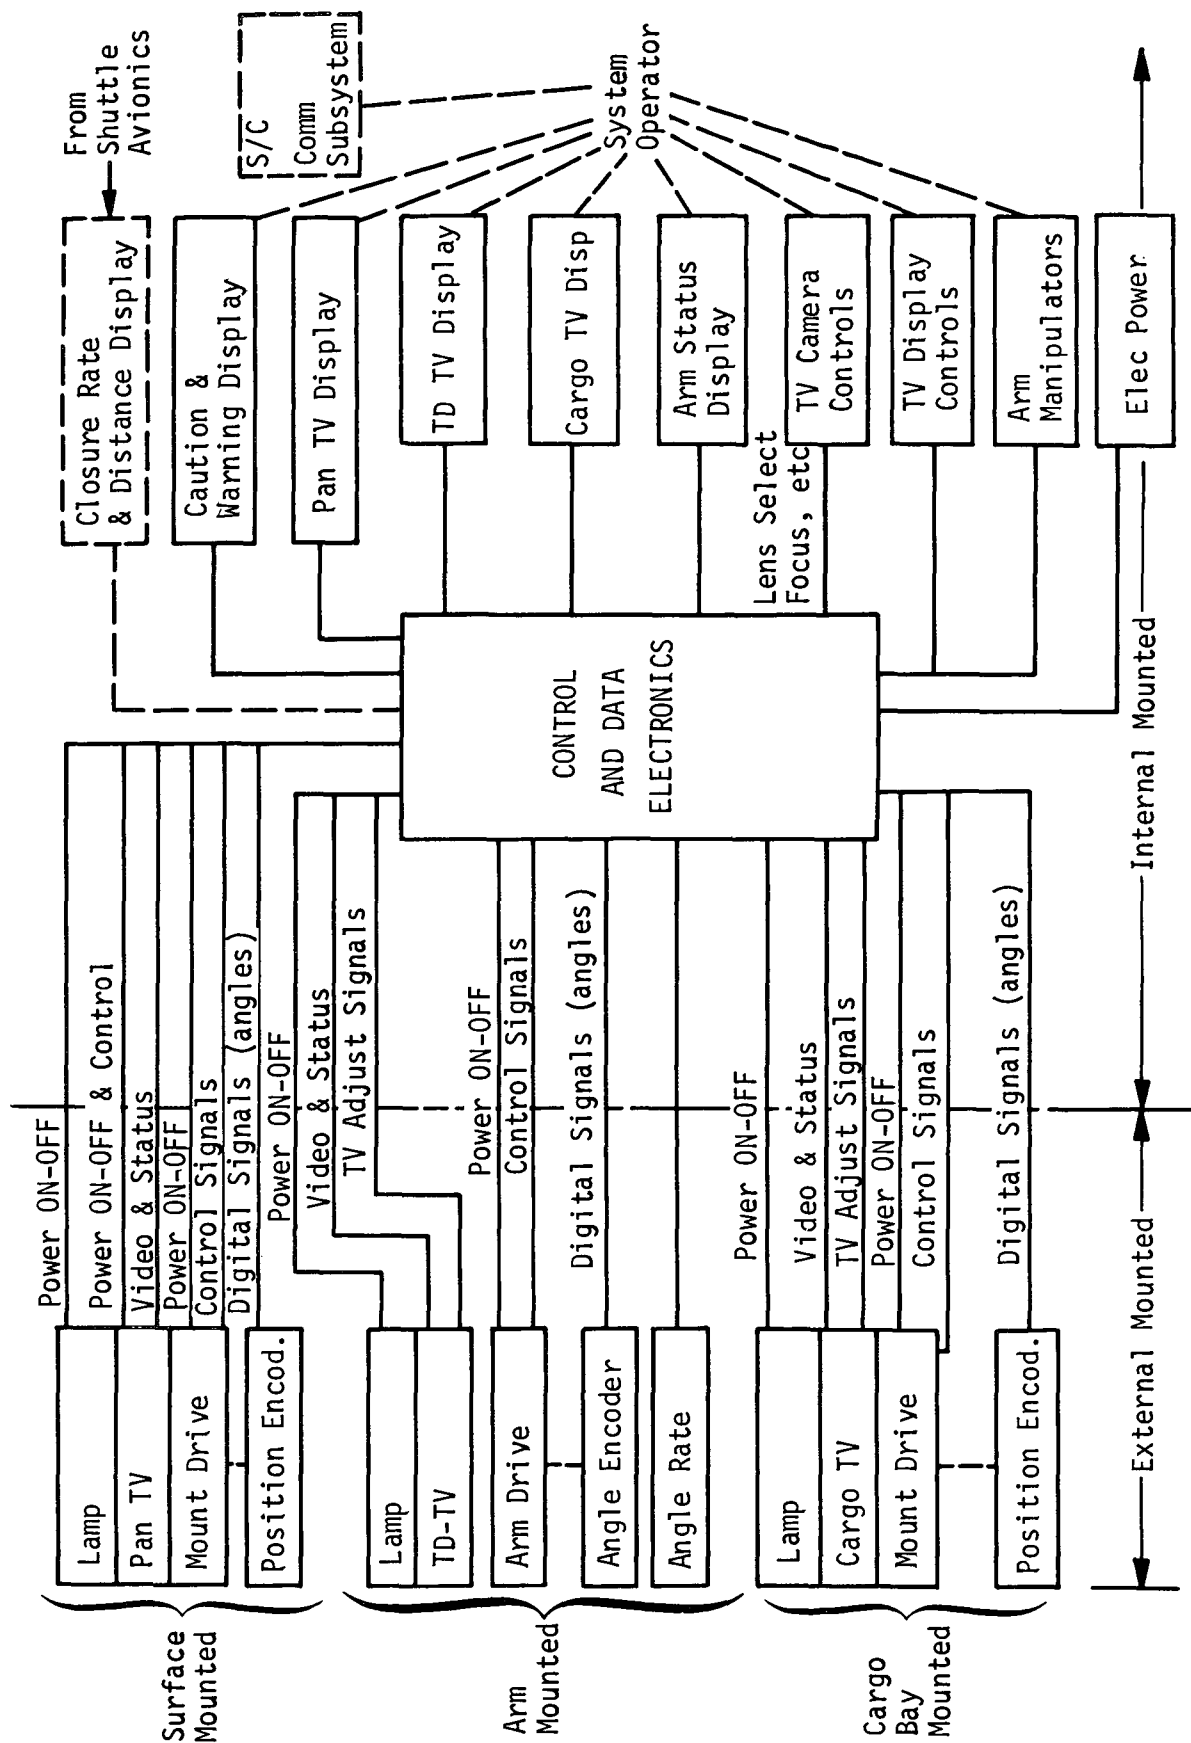 Surface
Mounted
Lamp
Pan TV
Mount Drive
Position Encod.
Power ON-OFF
Power ON-OFF & Control
Video & Status
Power ON-OFF
Control Signals
Digital Signals (angles)
Arm
Mounted
Lamp
TD-TV
Arm Drive
Angle Encoder
Angle Rate
Power ON-OFF
Video & Status
TV Adjust Signals
Power ON-OFF
Control Signals
Digital Signals (angles)
Cargo
Bay
Mounted
Lamp
Cargo TV
Mount Drive
Position Encod.
Power ON-OFF
Video & Status
TV Adjust Signals
Power ON-OFF
Control Signals
Digital Signals (angles)
CONTROL
AND DATA
ELECTRONICS
From
Shuttle
Avionics
Closure Rate
& Distance Display
Caution &
Warning Display
Pan TV Display
TD TV Display
Cargo TV Disp
Arm Status
Display
Lens Select
Focus, etc
TV Camera
Controls
TV Display
Controls
Arm
Manipulators
Elec Power
S/C
Comm
Subsystem
System
Operator
External Mounted
Internal Mounted